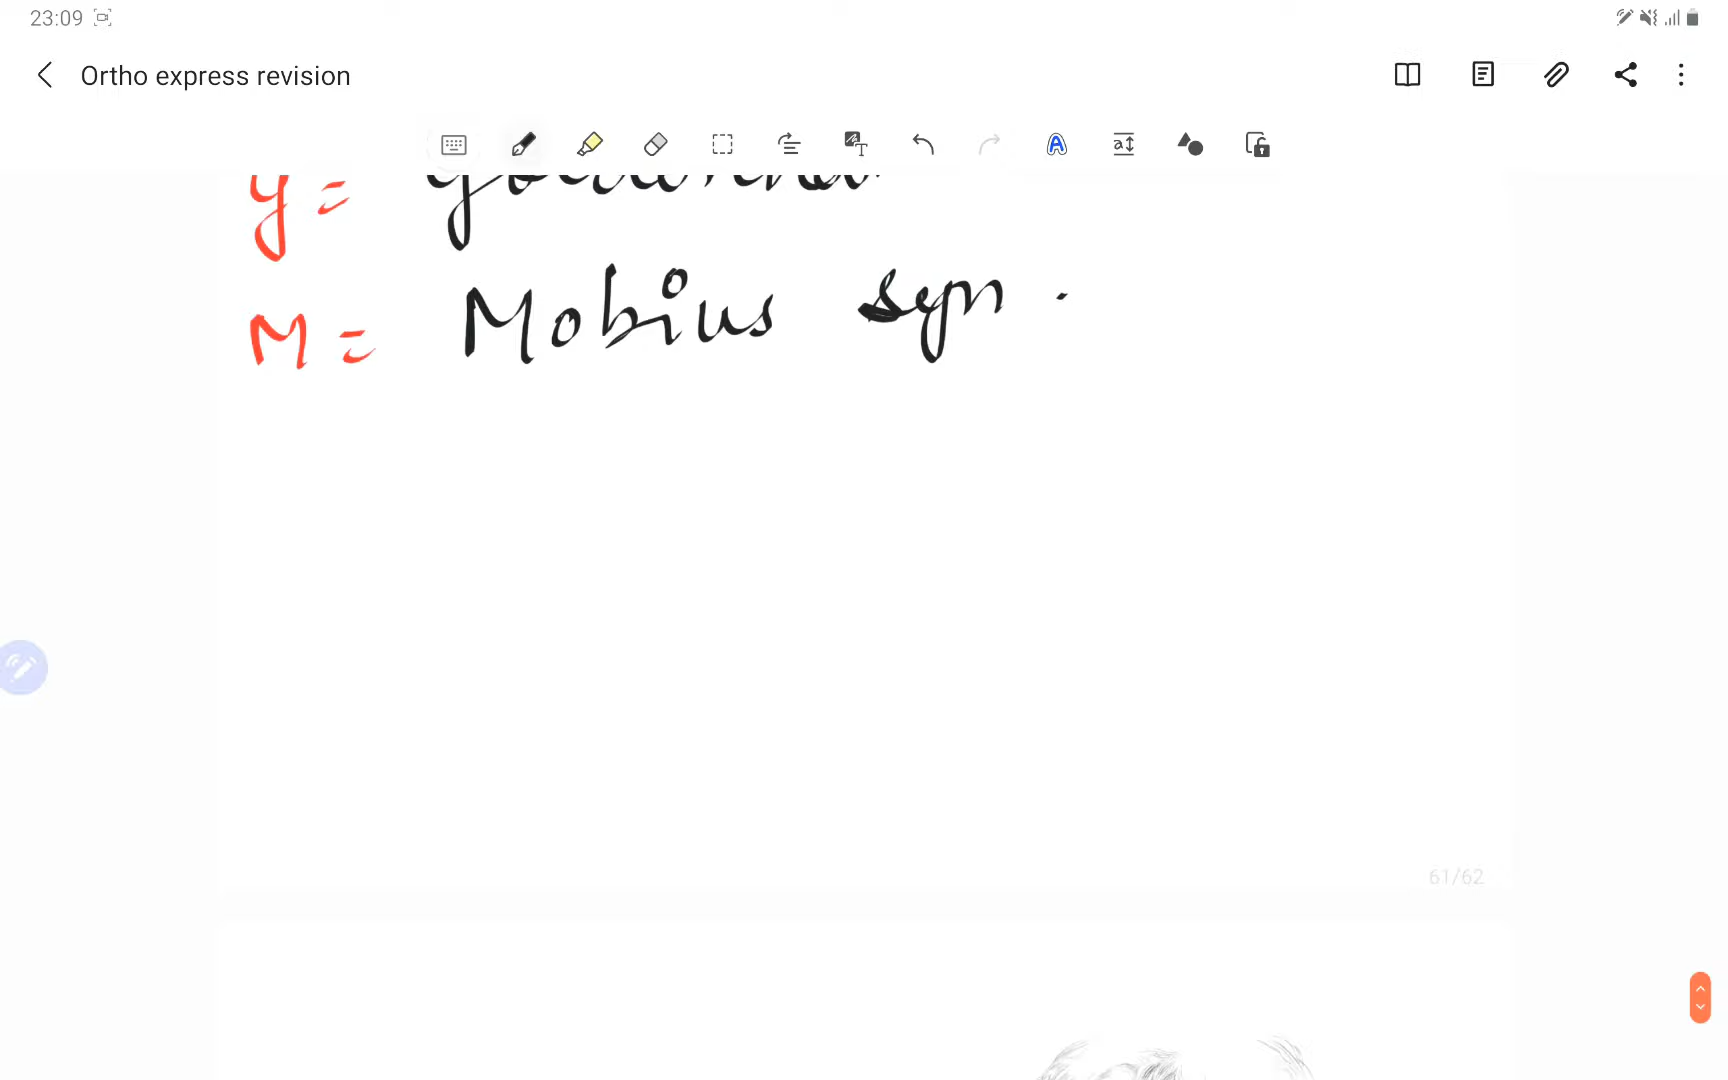 23:09
Ortho express revision
y =
M = Mobius syn .
61/62